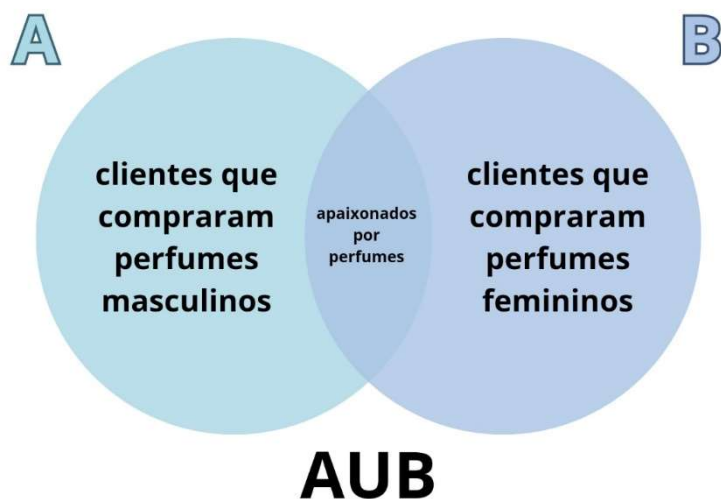 A
B
clientes que
compraram
perfumes
masculinos
apaixonados
por
perfumes
clientes que
compraram
perfumes
femininos
AUB